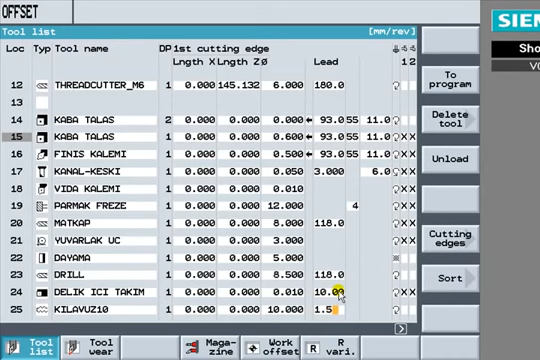 OFFSET
Tool list [mm/rev]
Loc Typ Tool name DP 1st cutting edge
Lngth X Lngth Z Ø Lead 1 2
12 THREADCUTTER_M6 1 0.000 145.132 6.000 180.0
13
14 KABA TALAS 2 0.000 0.000 0.000 ← 93.0 55 11.0
15 KABA TALAS 1 0.000 0.000 0.600 ← 93.0 55 11.0 X X
16 FINIS KALEMI 1 0.000 0.000 0.500 ← 93.0 55 11.0 X X
17 KANAL-KESKI 1 0.000 0.000 0.050 3.000 6.0 X X
18 VIDA KALEMI 1 0.000 0.000 0.010 X X
19 PARMAK FREZE 1 0.000 0.000 12.000 4 X X
20 MATKAP 1 0.000 0.000 8.000 118.0 X X
21 YUVARLAK UC 1 0.000 0.000 3.000 X X
22 DAYAMA 1 0.000 0.000 5.000
23 DRILL 1 0.000 0.000 8.500 118.0
24 DELIK ICI TAKIM 1 0.000 0.000 0.010 10.00 X X
25 KILAVUZ10 1 0.000 0.000 10.000 1.5
To program
Delete tool
Unload
Cutting edges
Sort
Tool list
Tool wear
Maga-
zine
Work offset
R R vari.
SIEM
Sho